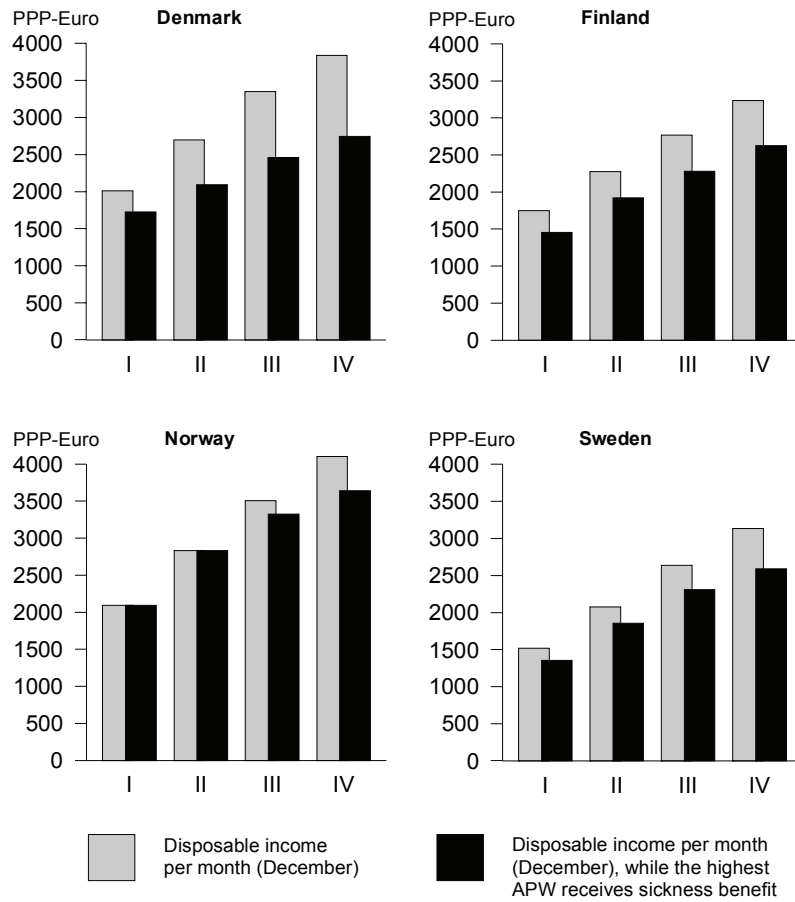 PPP-Euro
Denmark
4000
3500
3000
2500
2000
1500
1000
500
0
I II III IV
PPP-Euro
Finland
4000
3500
3000
2500
2000
1500
1000
500
0
I II III IV
PPP-Euro
Norway
4000
3500
3000
2500
2000
1500
1000
500
0
I II III IV
PPP-Euro
Sweden
4000
3500
3000
2500
2000
1500
1000
500
0
I II III IV
Disposable income
per month (December)
Disposable income per month
(December), while the highest
APW receives sickness benefit